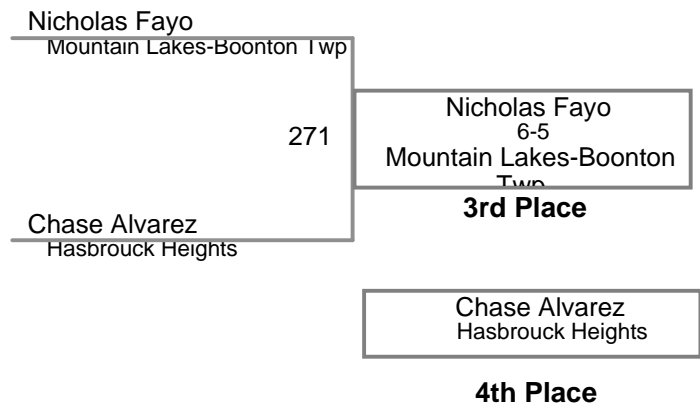 Nicholas Fayo
Mountain Lakes-Boonton Twp
271
Nicholas Fayo
6-5
Mountain Lakes-Boonton
Twp
3rd Place
Chase Alvarez
Hasbrouck Heights
Chase Alvarez
Hasbrouck Heights
4th Place